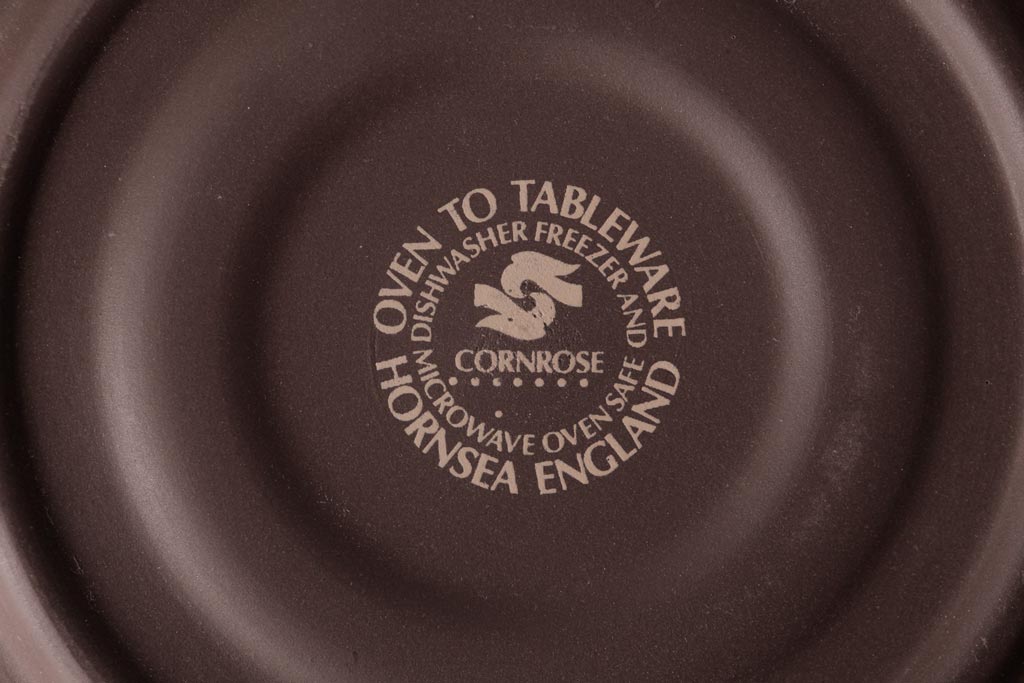 OVEN TO TABLEWARE
DISHWASHER FREEZER AND
CORNROSE
MICROWAVE OVEN SAFE
HORNSEA ENGLAND